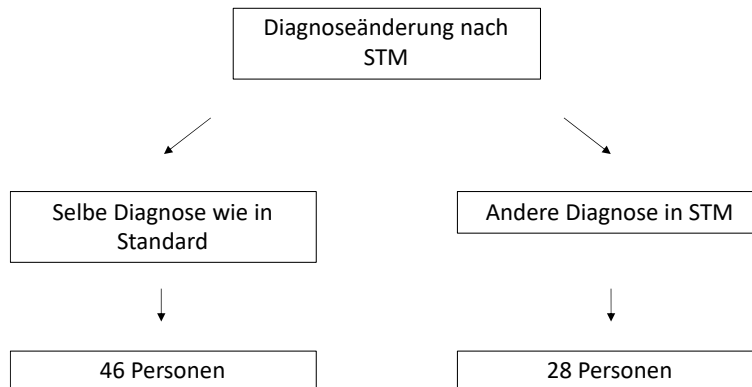 Diagnoseänderung nach
STM
Selbe Diagnose wie in
Standard
Andere Diagnose in STM
46 Personen
28 Personen